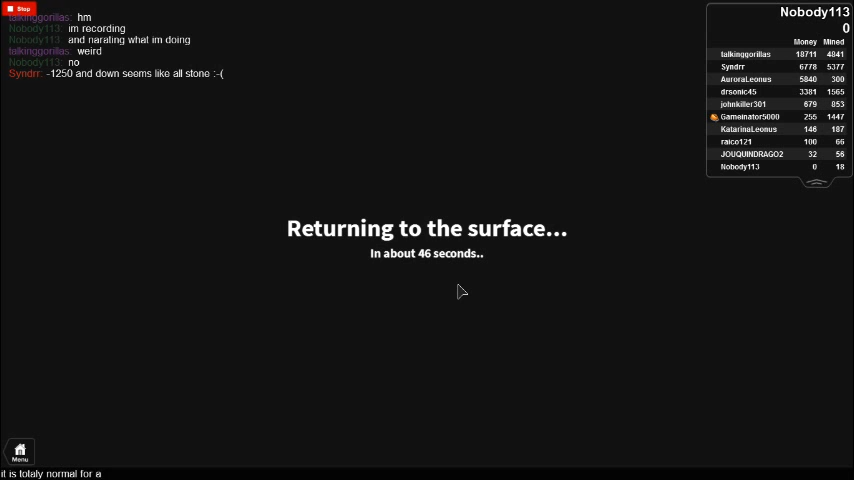 Stop
talkinggorillas: hm
Nobody113: im recording
Nobody113: and narating what im doing
talkinggorillas: weird
Nobody113: no
Syndrr: -1250 and down seems like all stone :-(
Nobody113
0
Money Mined
talkinggorillas 18711 4841
Syndrr 6778 5377
AuroraLeonus 5840 300
drsonic45 3381 1565
johnkiller301 679 853
Gameinator5000 255 1447
KatarinaLeonus 146 187
raico121 100 66
JOUQUINDRAGO2 32 56
Nobody113 0 18
Returning to the surface...
In about 46 seconds..
Menu
it is totaly normal for a